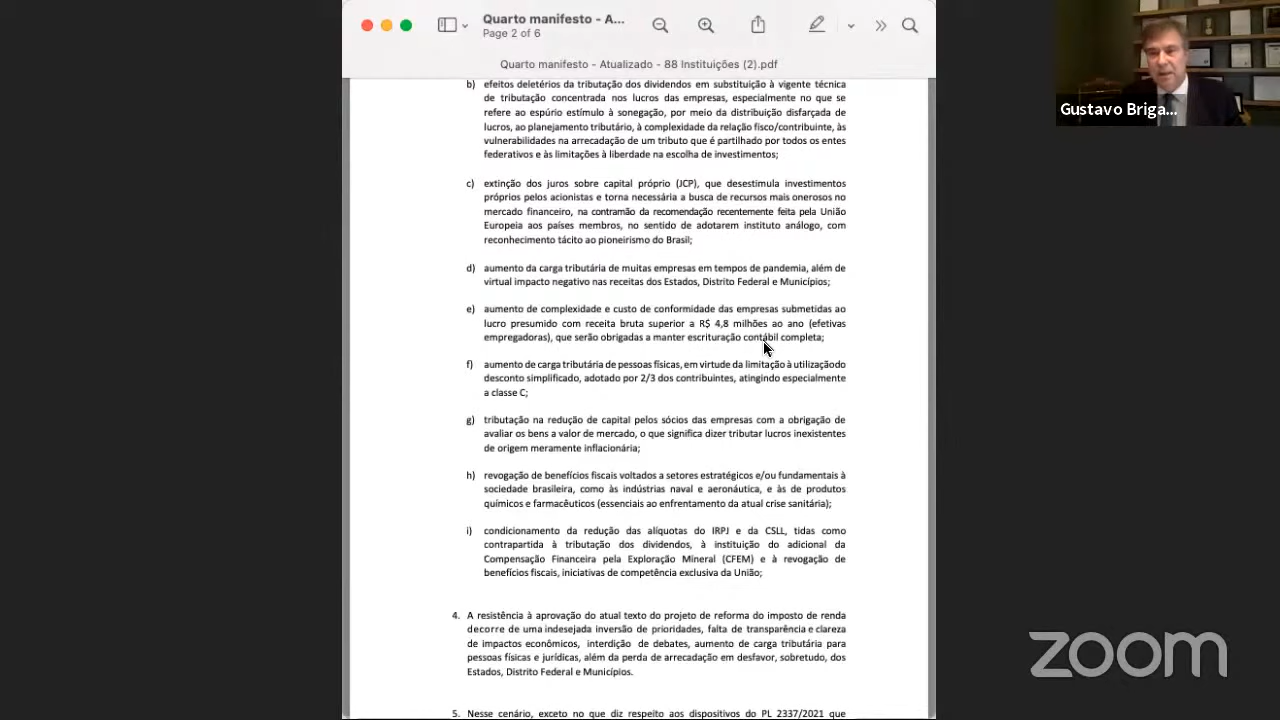 Quarto manifesto - A...
Page 2 of 6
Quarto manifesto - Atualizado - 88 Instituições (2).pdf
Gustavo Briga...
b) efeitos deletérios da tributação dos dividendos em substituição à vigente técnica
de tributação concentrada nos lucros das empresas, especialmente no que se
refere ao espúrio estímulo à sonegação, por meio da distribuição disfarçada de
lucros, ao planejamento tributário, à complexidade da relação fisco/contribuinte, às
vulnerabilidades na arrecadação de um tributo que é partilhado por todos os entes
federativos e às limitações à liberdade na escolha de investimentos;
c) extinção dos juros sobre capital próprio (JCP), que desestimula investimentos
próprios pelos acionistas e torna necessária a busca de recursos mais onerosos no
mercado financeiro, na contramão da recomendação recentemente feita pela União
Europeia aos países membros, no sentido de adotarem instituto análogo, com
reconhecimento tácito ao pioneirismo do Brasil;
d) aumento da carga tributária de muitas empresas em tempos de pandemia, além de
virtual impacto negativo nas receitas dos Estados, Distrito Federal e Municípios;
e) aumento de complexidade e custo de conformidade das empresas submetidas ao
lucro presumido com receita bruta superior a R$ 4,8 milhões ao ano (efetivas
empregadoras), que serão obrigadas a manter escrituração contábil completa;
f) aumento de carga tributária de pessoas físicas, em virtude da limitação à utilizaçãodo
desconto simplificado, adotado por 2/3 dos contribuintes, atingindo especialmente
a classe C;
g) tributação na redução de capital pelos sócios das empresas com a obrigação de
avaliar os bens a valor de mercado, o que significa dizer tributar lucros inexistentes
de origem meramente inflacionária;
h) revogação de benefícios fiscais voltados a setores estratégicos e/ou fundamentais à
sociedade brasileira, como às indústrias naval e aeronáutica, e às de produtos
químicos e farmacêuticos (essenciais ao enfrentamento da atual crise sanitária);
i) condicionamento da redução das alíquotas do IRPJ e da CSLL, tidas como
contrapartida à tributação dos dividendos, à instituição do adicional da
Compensação Financeira pela Exploração Mineral (CFEM) e à revogação de
benefícios fiscais, iniciativas de competência exclusiva da União;
4. A resistência à aprovação do atual texto do projeto de reforma do imposto de renda
decorre de uma indesejada inversão de prioridades, falta de transparência e clareza
de impactos econômicos, interdição de debates, aumento de carga tributária para
pessoas físicas e jurídicas, além da perda de arrecadação em desfavor, sobretudo, dos
Estados, Distrito Federal e Municípios.
5. Nesse cenário, exceto no que diz respeito aos dispositivos do PL 2337/2021 que
zoom